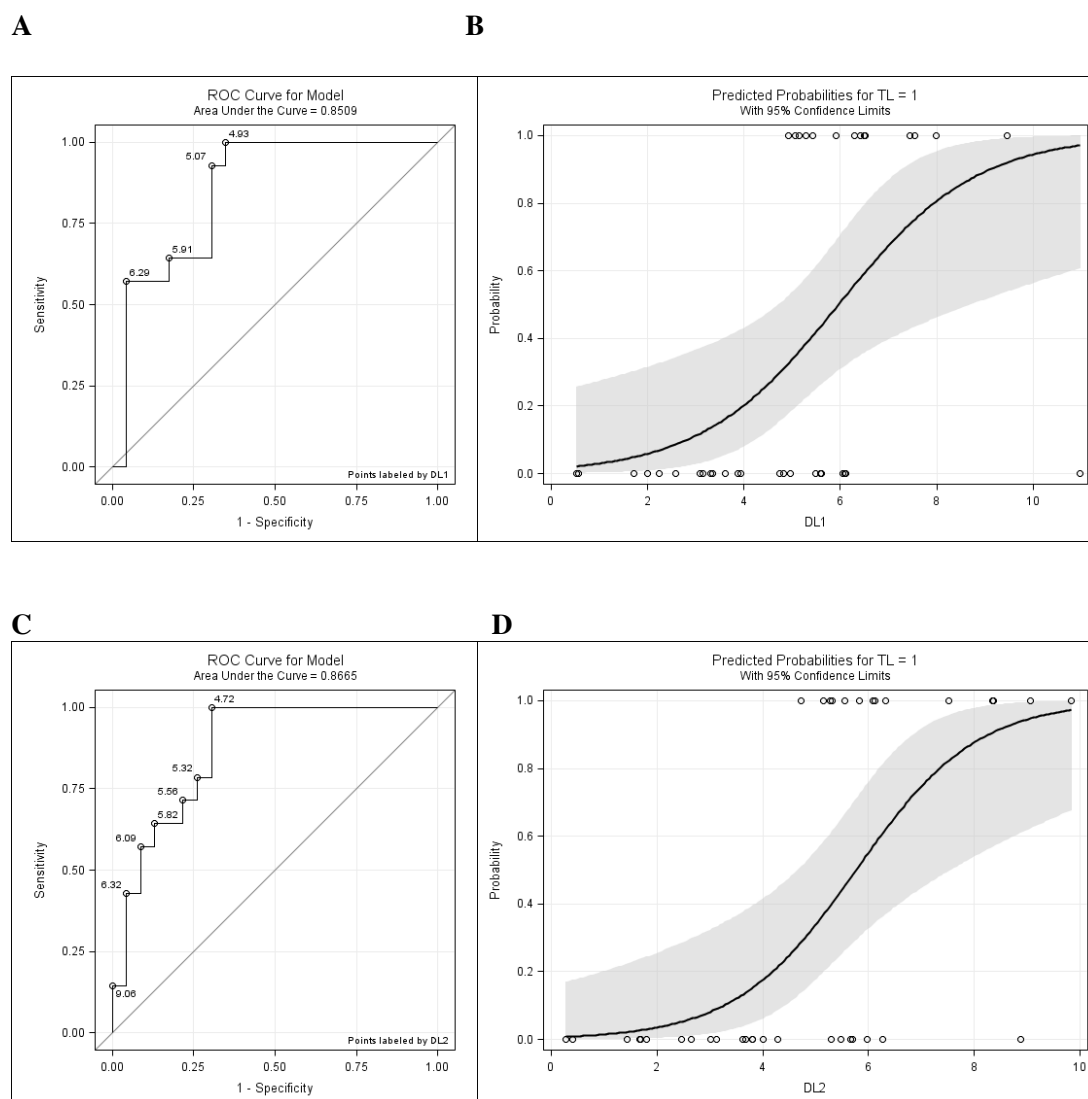 A
B
ROC Curve for Model
Area Under the Curve = 0.8509
1.00
0.75
0.50
0.25
0.00
Sensitivity
4.93
5.07
5.91
6.29
Points labeled by DL1
0.00 0.25 0.50 0.75 1.00
1 - Specificity
Predicted Probabilities for TL = 1
With 95% Confidence Limits
1.0
0.8
0.6
0.4
0.2
0.0
Probability
0 2 4 6 8 10
DL1
C
D
ROC Curve for Model
Area Under the Curve = 0.8665
1.00
0.75
0.50
0.25
0.00
Sensitivity
4.72
5.32
5.56
5.82
6.09
6.32
9.06
Points labeled by DL2
0.00 0.25 0.50 0.75 1.00
1 - Specificity
Predicted Probabilities for TL = 1
With 95% Confidence Limits
1.0
0.8
0.6
0.4
0.2
0.0
Probability
0 2 4 6 8 10
DL2